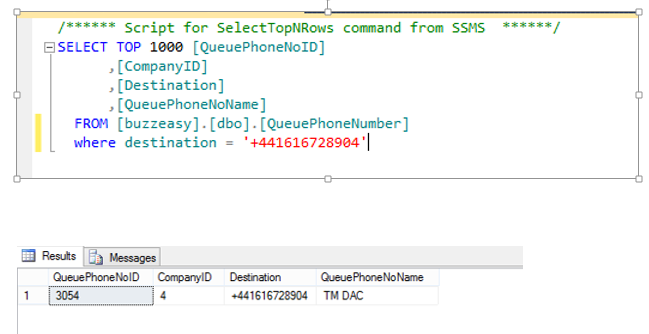 /****** Script for SelectTopNRows command from SSMS ******/
SELECT TOP 1000 [QueuePhoneNoID]
,[CompanyID]
,[Destination]
,[QueuePhoneNoName]
FROM [buzzeasy].[dbo].[QueuePhoneNumber]
where destination = '+441616728904'
Results Messages
QueuePhoneNoID CompanyID Destination QueuePhoneNoName
1 3054 4 +441616728904 TM DAC